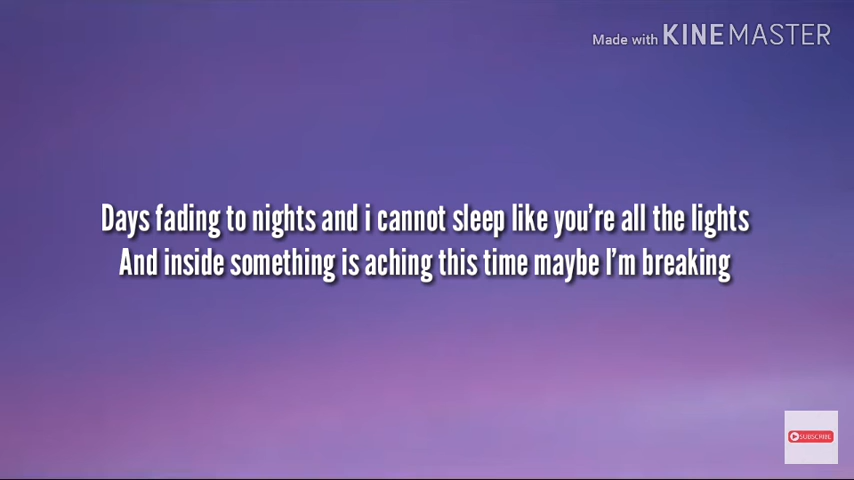 Made with KINEMASTER
Days fading to nights and i cannot sleep like you're all the lights
And inside something is aching this time maybe I'm breaking
SUBSCRIBE